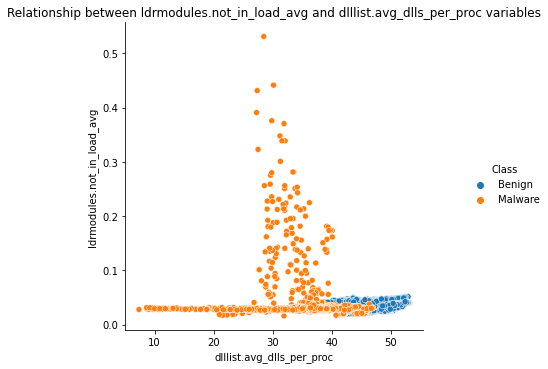 Relationship between ldrmodules.not_in_load_avg and dlllist.avg_dlls_per_proc variables
0.5
0.4
0.3
0.2
0.1
0.0
ldrmodules.not_in_load_avg
10
20
30
40
50
dlllist.avg_dlls_per_proc
Class
Benign
Malware